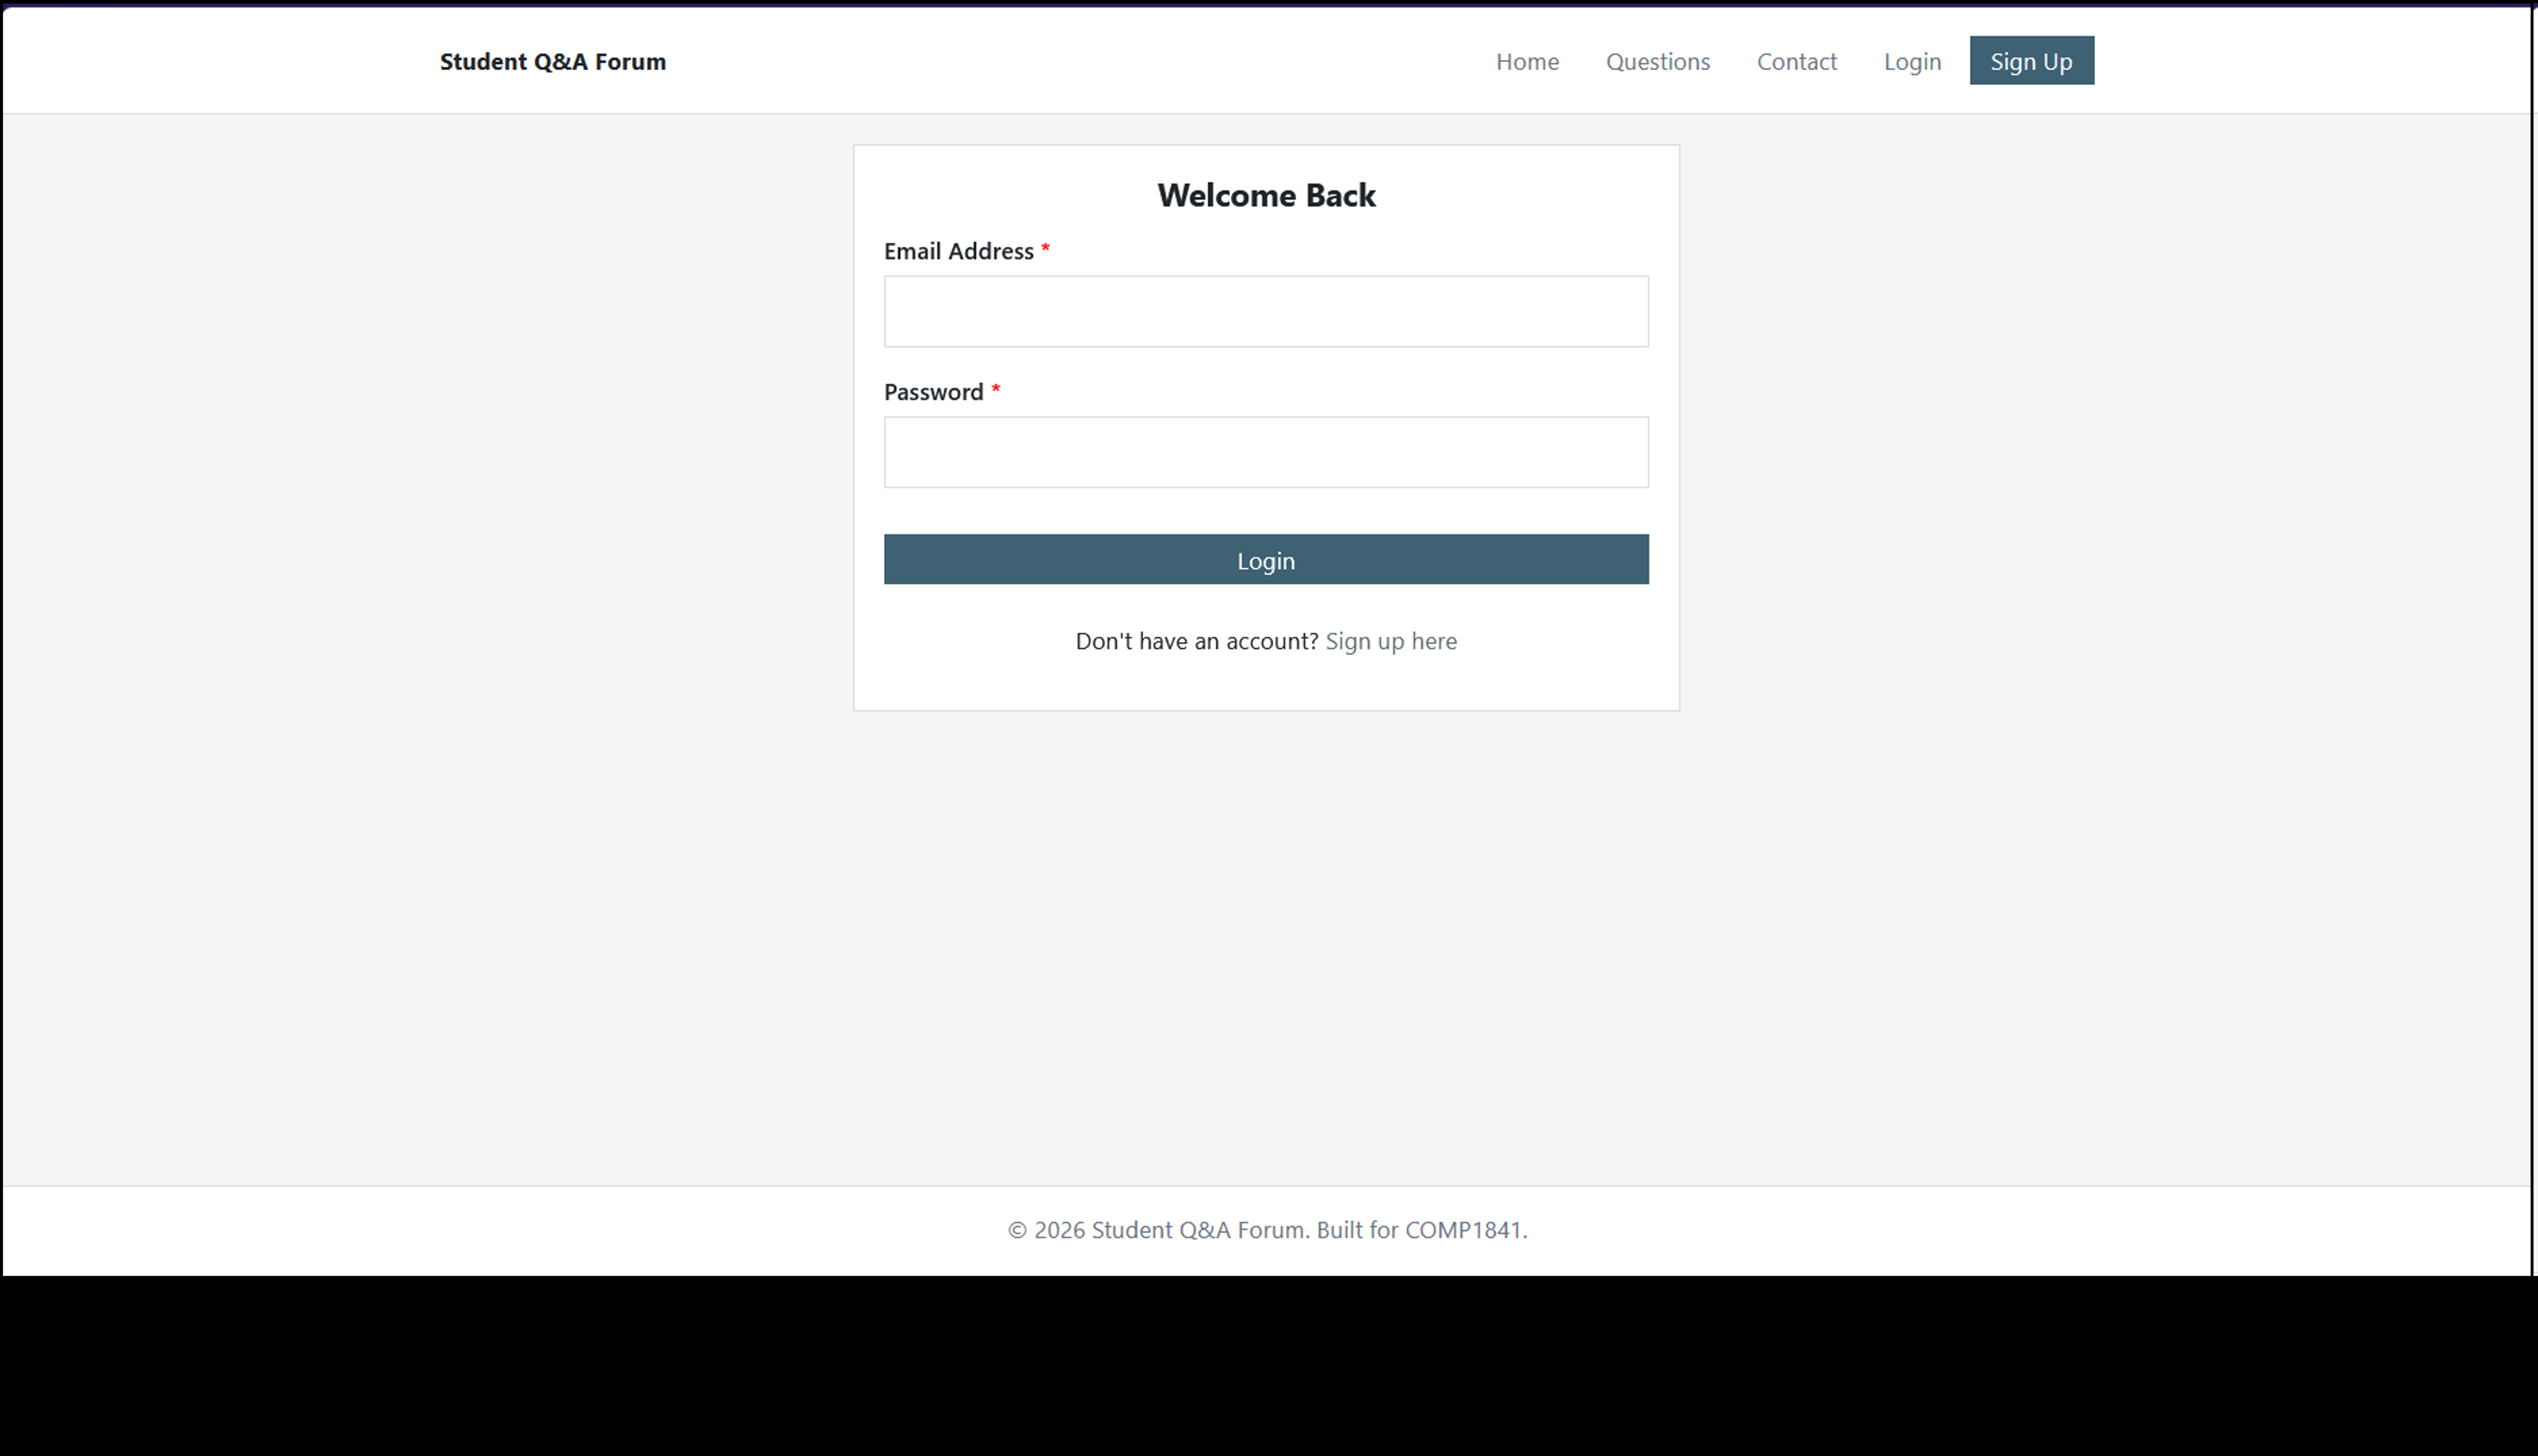 Student Q&A Forum
Home Questions Contact Login Sign Up
Welcome Back
Email Address *
Password *
Login
Don't have an account? Sign up here
© 2026 Student Q&A Forum. Built for COMP1841.